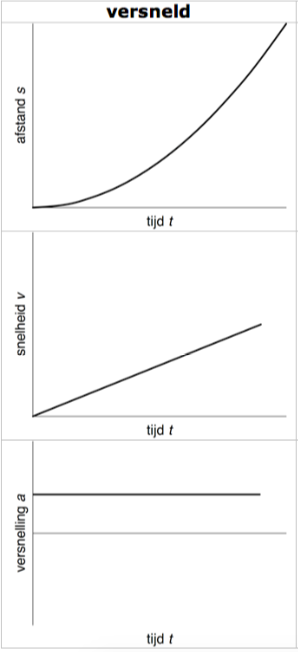 versneld
afstand s
tijd t
snelheid v
tijd t
versnelling a
tijd t